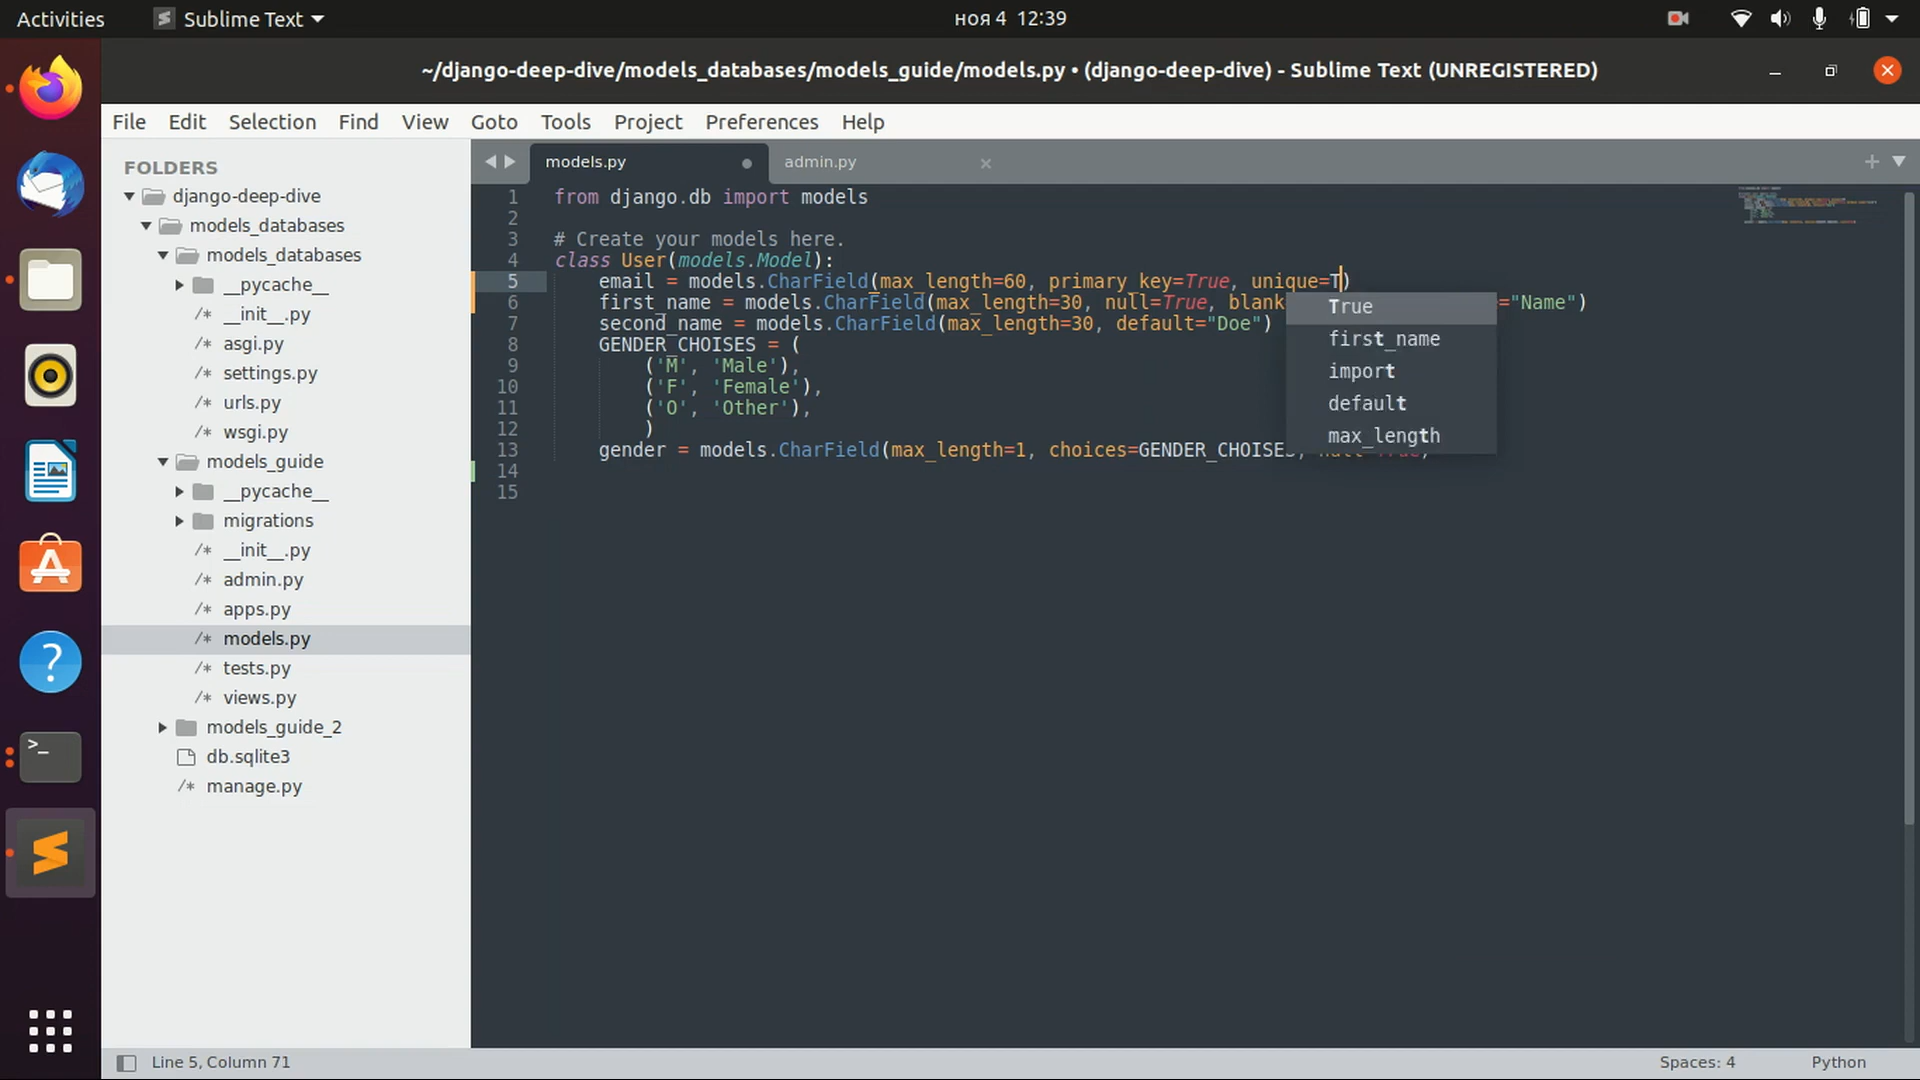 Activities
Sublime Text
ноя 4 12:39
~/django-deep-dive/models_databases/models_guide/models.py • (django-deep-dive) - Sublime Text (UNREGISTERED)
File Edit Selection Find View Goto Tools Project Preferences Help
FOLDERS
django-deep-dive
models_databases
models_databases
__pycache__
/* __init__.py
/* asgi.py
/* settings.py
/* urls.py
/* wsgi.py
models_guide
__pycache__
migrations
/* __init__.py
/* admin.py
/* apps.py
/* models.py
/* tests.py
/* views.py
models_guide_2
db.sqlite3
/* manage.py
models.py
admin.py
1 from django.db import models
2
3 # Create your models here.
4 class User(models.Model):
5 email = models.CharField(max_length=60, primary_key=True, unique=T)
6 first_name = models.CharField(max_length=30, null=True, blank ="Name")
7 second_name = models.CharField(max_length=30, default="Doe")
8 GENDER_CHOISES = (
9 ('M', 'Male'),
10 ('F', 'Female'),
11 ('O', 'Other'),
12 )
13 gender = models.CharField(max_length=1, choices=GENDER_CHOISES, null=True)
14
15
True
first_name
import
default
max_length
Line 5, Column 71
Spaces: 4
Python